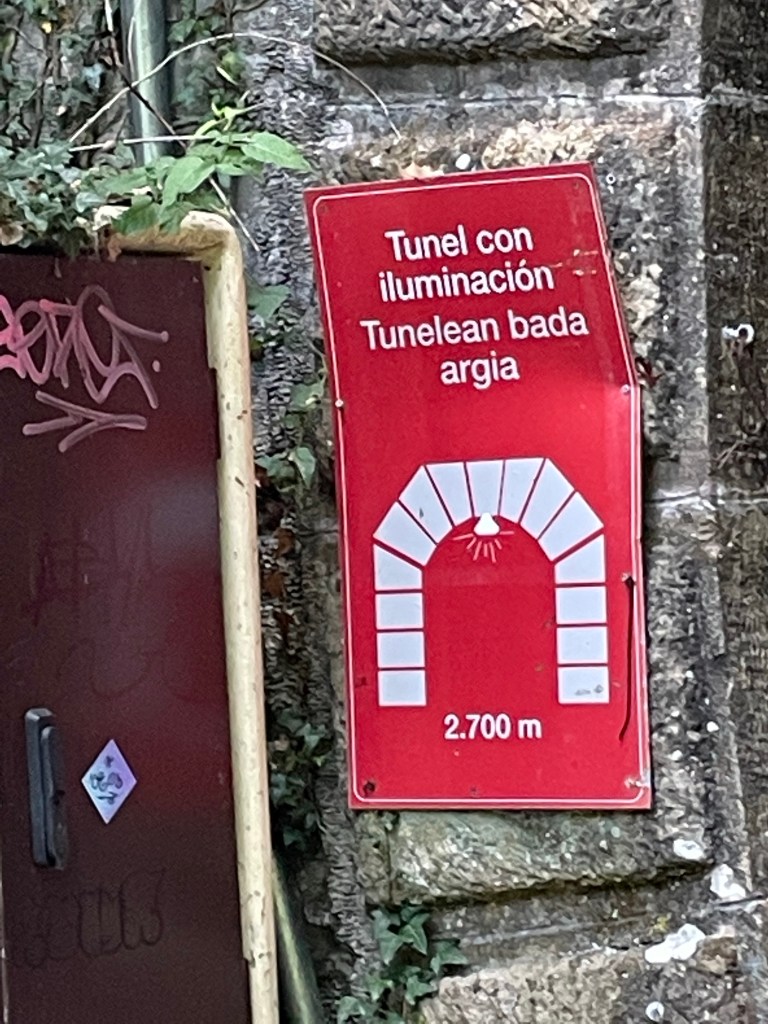 Tunel con
iluminación
Tunelean bada
argia
2.700 m